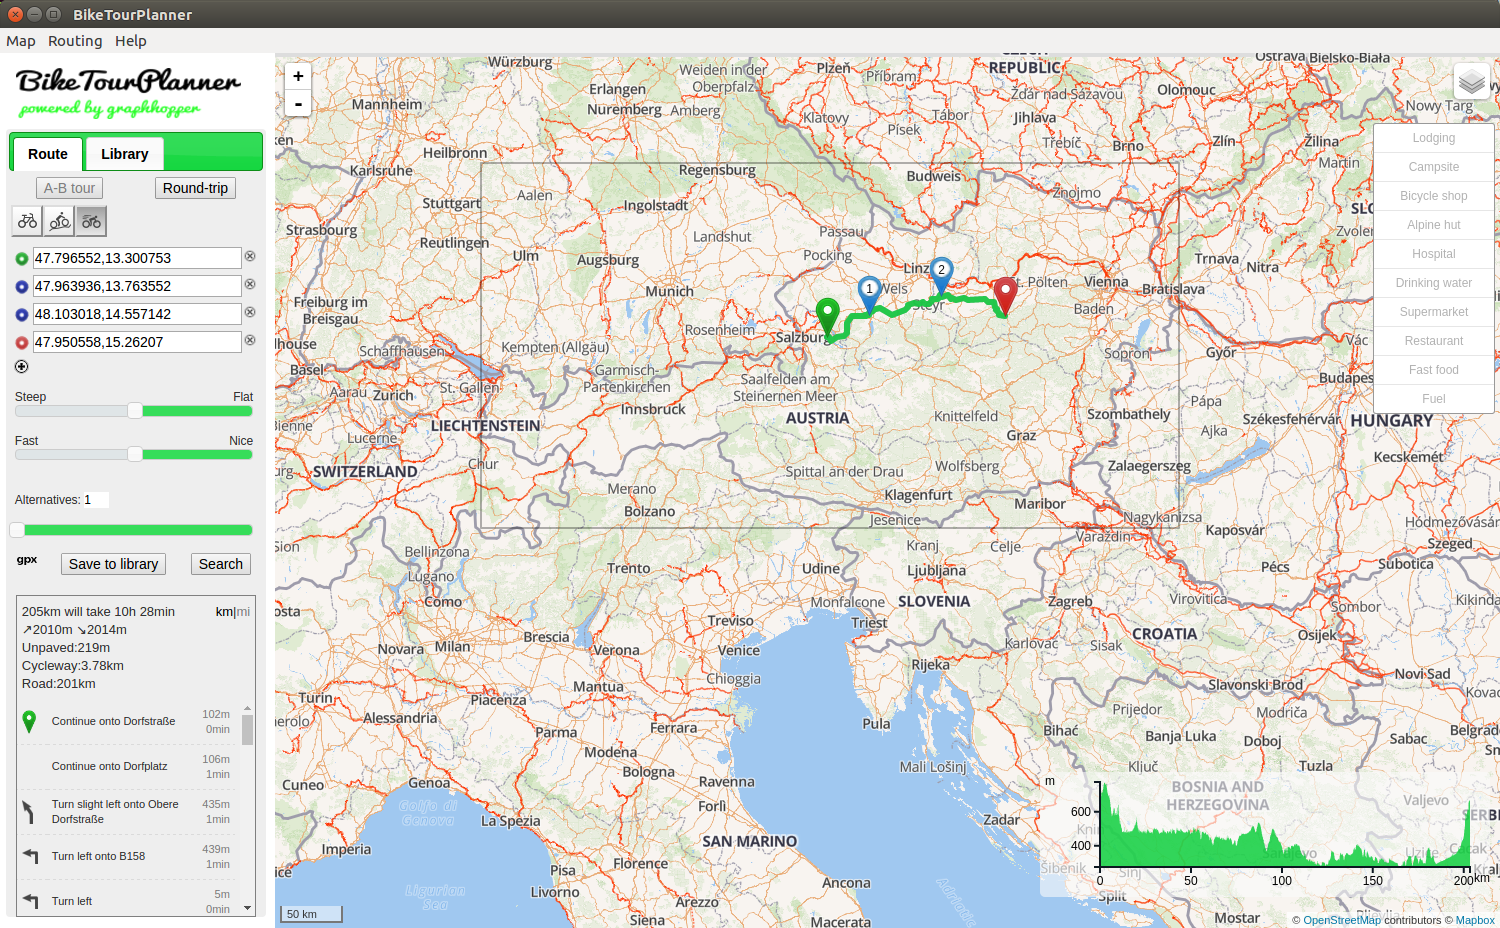 BikeTourPlanner
Map Routing Help
BikeTourPlanner
powered by graphhopper
Route Library
A-B tour Round-trip
47.796552,13.300753
47.963936,13.763552
48.103018,14.557142
47.950558,15.26207
Steep Flat
Fast Nice
Alternatives: 1
gpx Save to library Search
205km will take 10h 28min km|mi
↗2010m ↘2014m
Unpaved:219m
Cycleway:3.78km
Road:201km
Continue onto Dorfstraße 102m
0min
Continue onto Dorfplatz 106m
1min
Turn slight left onto Obere Dorfstraße 435m
1min
Turn left onto B158 439m
1min
Turn left 5m
0min
+
-
Lodging
Campsite
Bicycle shop
Alpine hut
Hospital
Drinking water
Supermarket
Restaurant
Fast food
Fuel
Würzburg
Weiden in der
Oberpfalz
Plzeň
REPUBLIC
Ostrava
Bielsko-Biała
Erlangen
Příbram
Olomouc
Mannheim
Nuremberg
Amberg
Klatovy
Tábor
Žďár nad Sázavou
Nowy Targ
Jihlava
Písek
Třebíč
Brno
Zlín
Žilina
Martin
Heilbronn
Karlsruhe
Regensburg
Budweis
Znojmo
Aalen
Stuttgart
Ingolstadt
Strasbourg
Reutlingen
Landshut
Passau
Pocking
Zvolen
Ulm
Augsburg
Linz
Trnava
Nitra
Munich
1
2
Wels
St. Pölten
Vienna
Bratislava
Freiburg im
Breisgau
Steyr
Baden
Rosenheim
Salzburg
Schaffhausen
Kempten (Allgäu)
Sopron
Győr
Vác
Basel
Garmisch-
Partenkirchen
Saalfelden am
Steinernen Meer
Budapest
Aarau
Zurich
St. Gallen
Innsbruck
Knittelfeld
Szombathely
Pápa
Székesfehérvár
LIECHTENSTEIN
AUSTRIA
HUNGARY
Lucerne
Graz
Ajka
Kecskemét
SWITZERLAND
Chur
Spittal an der Drau
Wolfsberg
Zalaegerszeg
Merano
Klagenfurt
Maribor
Bolzano
Jesenice
Nagykanizsa
Kaposvár
Hódmezővásár
Sion
Bellinzona
Kranj
Celje
Varaždin
Szeged
Lugano
Trento
Udine
Ljubljana
Pécs
Subotica
Como
Monfalcone
SLOVENIA
Zagreb
Virovitica
Sombor
Kikinda
Treviso
Triest
Brescia
Karlovac
Sisak
CROATIA
Osijek
Novara
Milan
Verona
Venice
Rijeka
Chioggia
Novi Sad
Turin
Piacenza
Mantua
Slavonski Brod
Alessandria
Pula
Prijedor
Modriča
Parma
Ferrara
Bihać
Banja Luka
Doboj
Šabac
Modena
Bologna
Mali Lošinj
Ključ
Tuzla
Cuneo
Genoa
Ravenna
BOSNIA AND
HERZEGOVINA
Valjevo
Golfo di
Genova
Forlì
La Spezia
Zadar
SAN MARINO
Imperia
Pisa
Florence
Šibenik
Sinj
Sarajevo
Užice
Ligurian
Sea
Livorno
Arezzo
Ancona
Split
Siena
Macerata
Mostar
m
600
400
0 50 100 150 200 km
50 km
© OpenStreetMap contributors © Mapbox